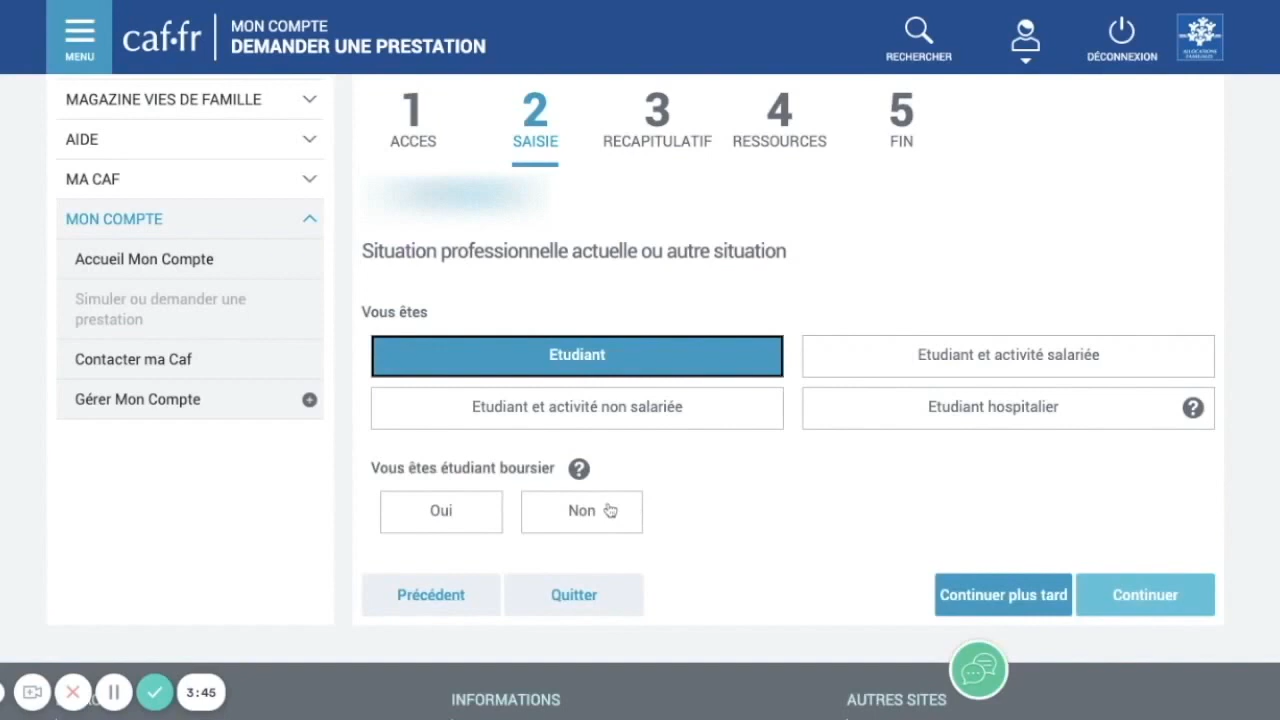 MENU
caf.fr
MON COMPTE
DEMANDER UNE PRESTATION
RECHERCHER
DÉCONNEXION
ALLOCATIONS
FAMILIALES
MAGAZINE VIES DE FAMILLE
AIDE
MA CAF
MON COMPTE
Accueil Mon Compte
Simuler ou demander une
prestation
Contacter ma Caf
Gérer Mon Compte
1
ACCES
2
SAISIE
3
RECAPITULATIF
4
RESSOURCES
5
FIN
Situation professionnelle actuelle ou autre situation
Vous êtes
Etudiant
Etudiant et activité salariée
Etudiant et activité non salariée
Etudiant hospitalier ?
Vous êtes étudiant boursier ?
Oui
Non
Précédent
Quitter
Continuer plus tard
Continuer
3:45
INFORMATIONS
AUTRES SITES